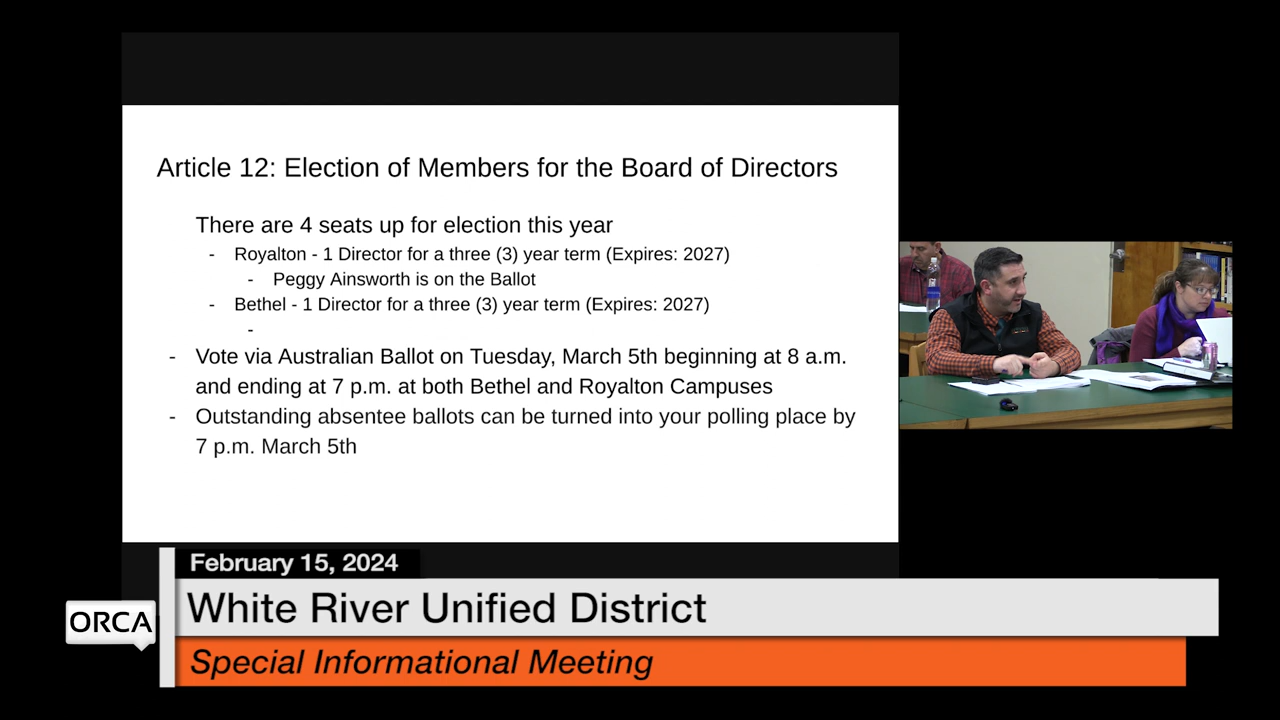 Article 12: Election of Members for the Board of Directors
There are 4 seats up for election this year
- Royalton - 1 Director for a three (3) year term (Expires: 2027)
- Peggy Ainsworth is on the Ballot
- Bethel - 1 Director for a three (3) year term (Expires: 2027)
-
- Vote via Australian Ballot on Tuesday, March 5th beginning at 8 a.m.
and ending at 7 p.m. at both Bethel and Royalton Campuses
- Outstanding absentee ballots can be turned into your polling place by
7 p.m. March 5th
February 15, 2024
ORCA
White River Unified District
Special Informational Meeting